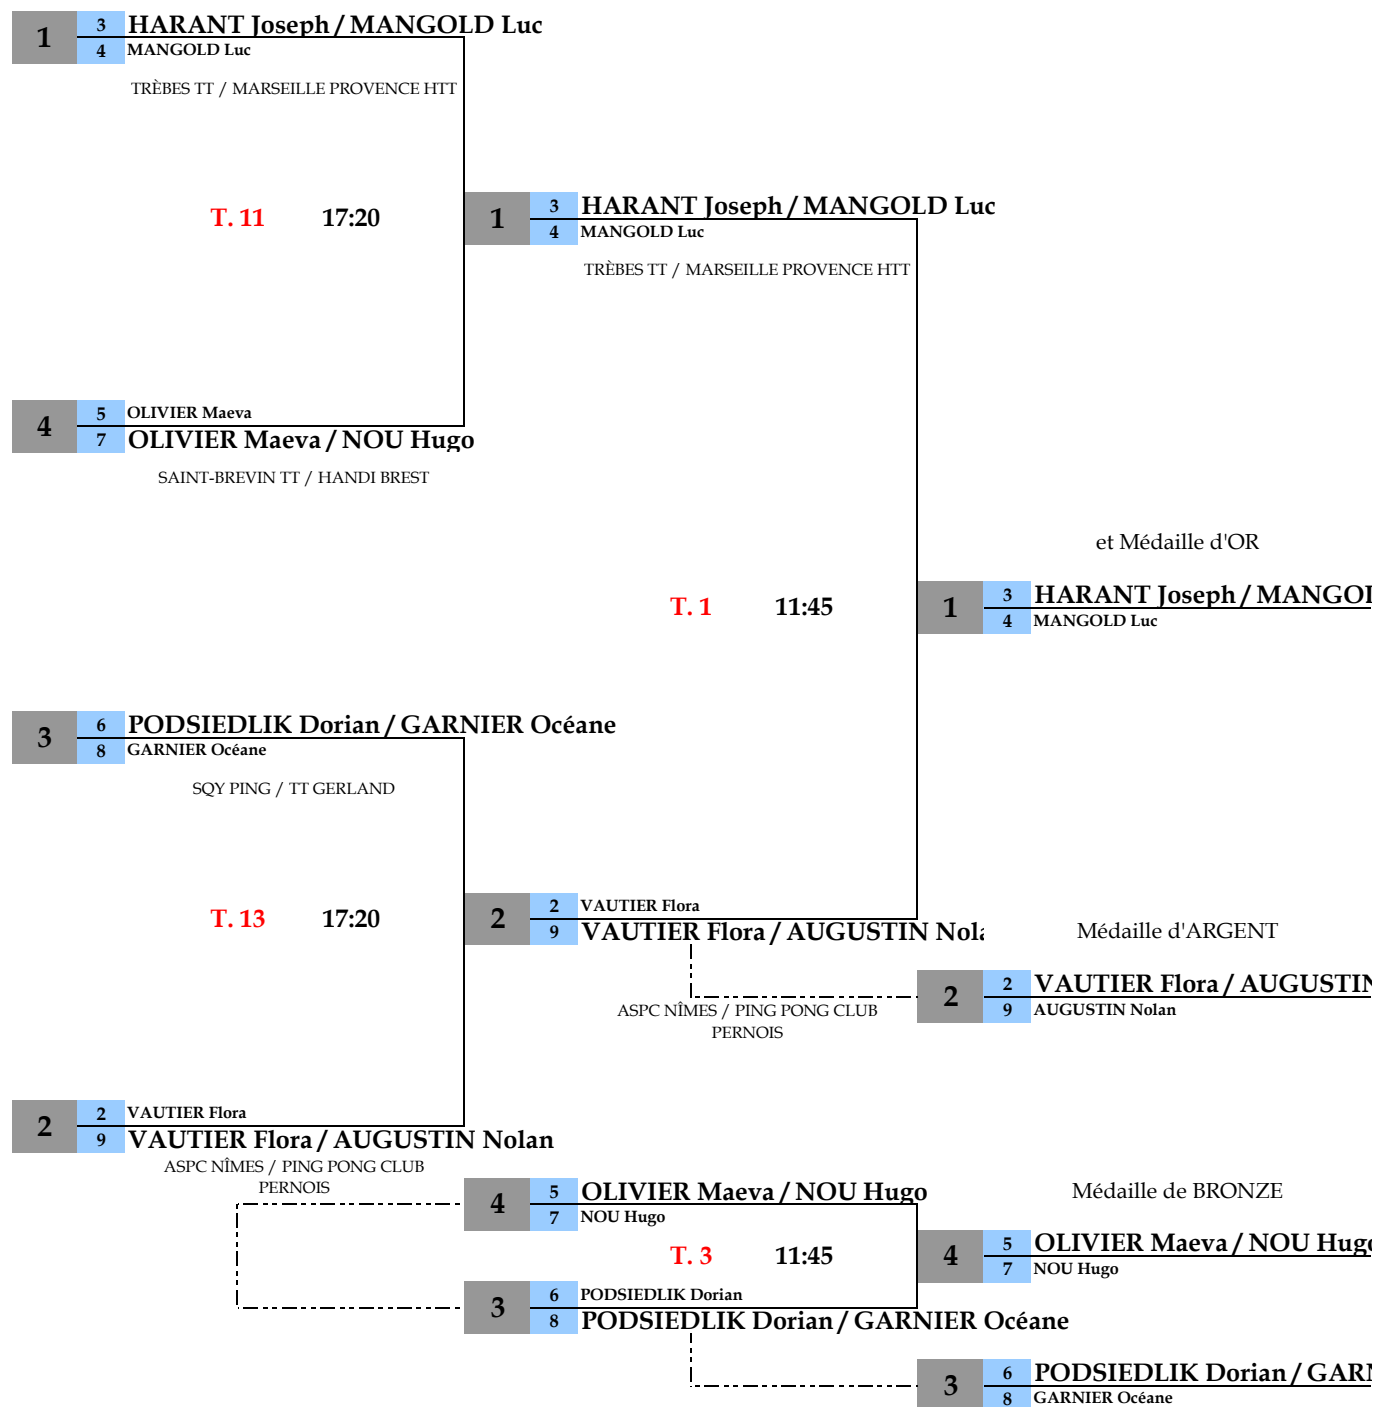 1
3
HARANT Joseph / MANGOLD Luc
4
MANGOLD Luc
TRÈBES TT / MARSEILLE PROVENCE HTT
T. 11 17:20
1
3
HARANT Joseph / MANGOLD Luc
4
MANGOLD Luc
TRÈBES TT / MARSEILLE PROVENCE HTT
4
5
OLIVIER Maeva
7
OLIVIER Maeva / NOU Hugo
SAINT-BREVIN TT / HANDI BREST
et Médaille d'OR
T. 1 11:45
1
3
HARANT Joseph / MANGOL
4
MANGOLD Luc
3
6
PODSIEDLIK Dorian / GARNIER Océane
8
GARNIER Océane
SQY PING / TT GERLAND
T. 13 17:20
2
2
VAUTIER Flora
9
VAUTIER Flora / AUGUSTIN Nola
Médaille d'ARGENT
2
2
VAUTIER Flora / AUGUSTIN
9
AUGUSTIN Nolan
ASPC NÎMES / PING PONG CLUB
PERNOIS
2
2
VAUTIER Flora
9
VAUTIER Flora / AUGUSTIN Nolan
ASPC NÎMES / PING PONG CLUB
PERNOIS
4
5
OLIVIER Maeva / NOU Hugo
7
NOU Hugo
Médaille de BRONZE
T. 3 11:45
4
5
OLIVIER Maeva / NOU Hugo
7
NOU Hugo
3
6
PODSIEDLIK Dorian
8
PODSIEDLIK Dorian / GARNIER Océane
3
6
PODSIEDLIK Dorian / GARN
8
GARNIER Océane